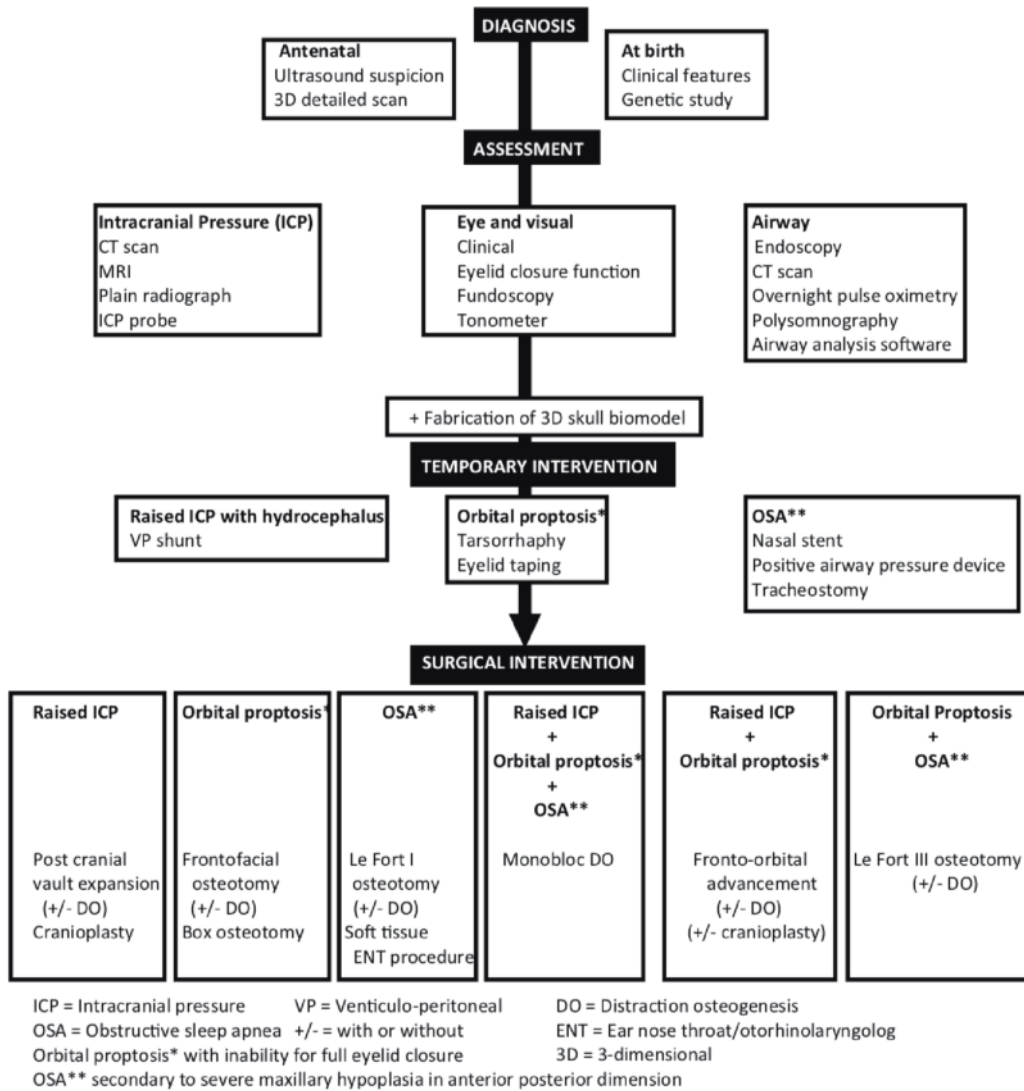 DIAGNOSIS
Antenatal
Ultrasound suspicion
3D detailed scan
At birth
Clinical features
Genetic study
ASSESSMENT
Intracranial Pressure (ICP)
CT scan
MRI
Plain radiograph
ICP probe
Eye and visual
Clinical
Eyelid closure function
Fundoscopy
Tonometer
Airway
Endoscopy
CT scan
Overnight pulse oximetry
Polysomnography
Airway analysis software
+ Fabrication of 3D skull biomodel
TEMPORARY INTERVENTION
Raised ICP with hydrocephalus
VP shunt
Orbital proptosis*
Tarsorrhaphy
Eyelid taping
OSA**
Nasal stent
Positive airway pressure device
Tracheostomy
SURGICAL INTERVENTION
Raised ICP
Post cranial
vault expansion
(+/- DO)
Cranioplasty
Orbital proptosis*
Frontofacial
osteotomy
(+/- DO)
Box osteotomy
OSA**
Le Fort I
osteotomy
(+/- DO)
Soft tissue
ENT procedure
Raised ICP
+
Orbital proptosis*
+
OSA**
Monobloc DO
Raised ICP
+
Orbital proptosis*
Fronto-orbital
advancement
(+/- DO)
(+/- cranioplasty)
Orbital Proptosis
+
OSA**
Le Fort III osteotomy
(+/- DO)
ICP = Intracranial pressure VP = Venticulo-peritoneal DO = Distraction osteogenesis
OSA = Obstructive sleep apnea +/- = with or without ENT = Ear nose throat/otorhinolaryngolog
Orbital proptosis* with inability for full eyelid closure 3D = 3-dimensional
OSA** secondary to severe maxillary hypoplasia in anterior posterior dimension